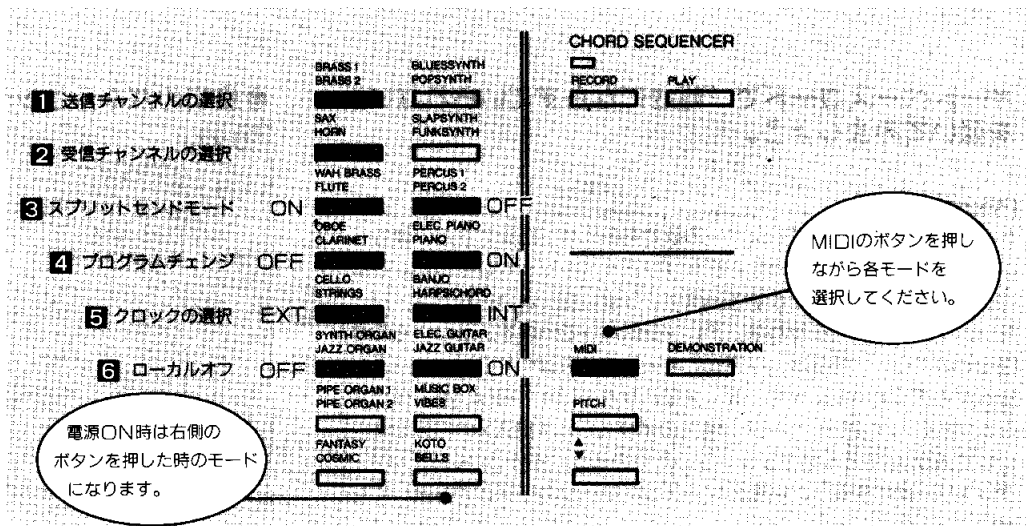 CHORD SEQUENCER
BRASS 1
BRASS 2
BLUESSYNTH
POPSYNTH
RECORD
PLAY
1 送信チャンネルの選択
SAX
HORN
SLAPSYNTH
FUNKSYNTH
2 受信チャンネルの選択
WAH BRASS
FLUTE
PERCUS 1
PERCUS 2
3 スプリットセンドモード ON OFF
OBOE
CLARINET
ELEC. PIANO
PIANO
4 プログラムチェンジ OFF ON
CELLO
STRINGS
BANJO
HARPSICHORD
5 クロックの選択 EXT INT
SYNTH ORGAN
JAZZ ORGAN
ELEC. GUITAR
JAZZ GUITAR
6 ローカルオフ OFF ON
PIPE ORGAN 1
PIPE ORGAN 2
MUSIC BOX
VIBES
FANTASY
COSMIC
KOTO
BELLS
MIDIのボタンを押し
ながら各モードを
選択してください。
MIDI
DEMONSTRATION
PITCH
▲
▼
電源ON時は右側の
ボタンを押した時のモード
になります。